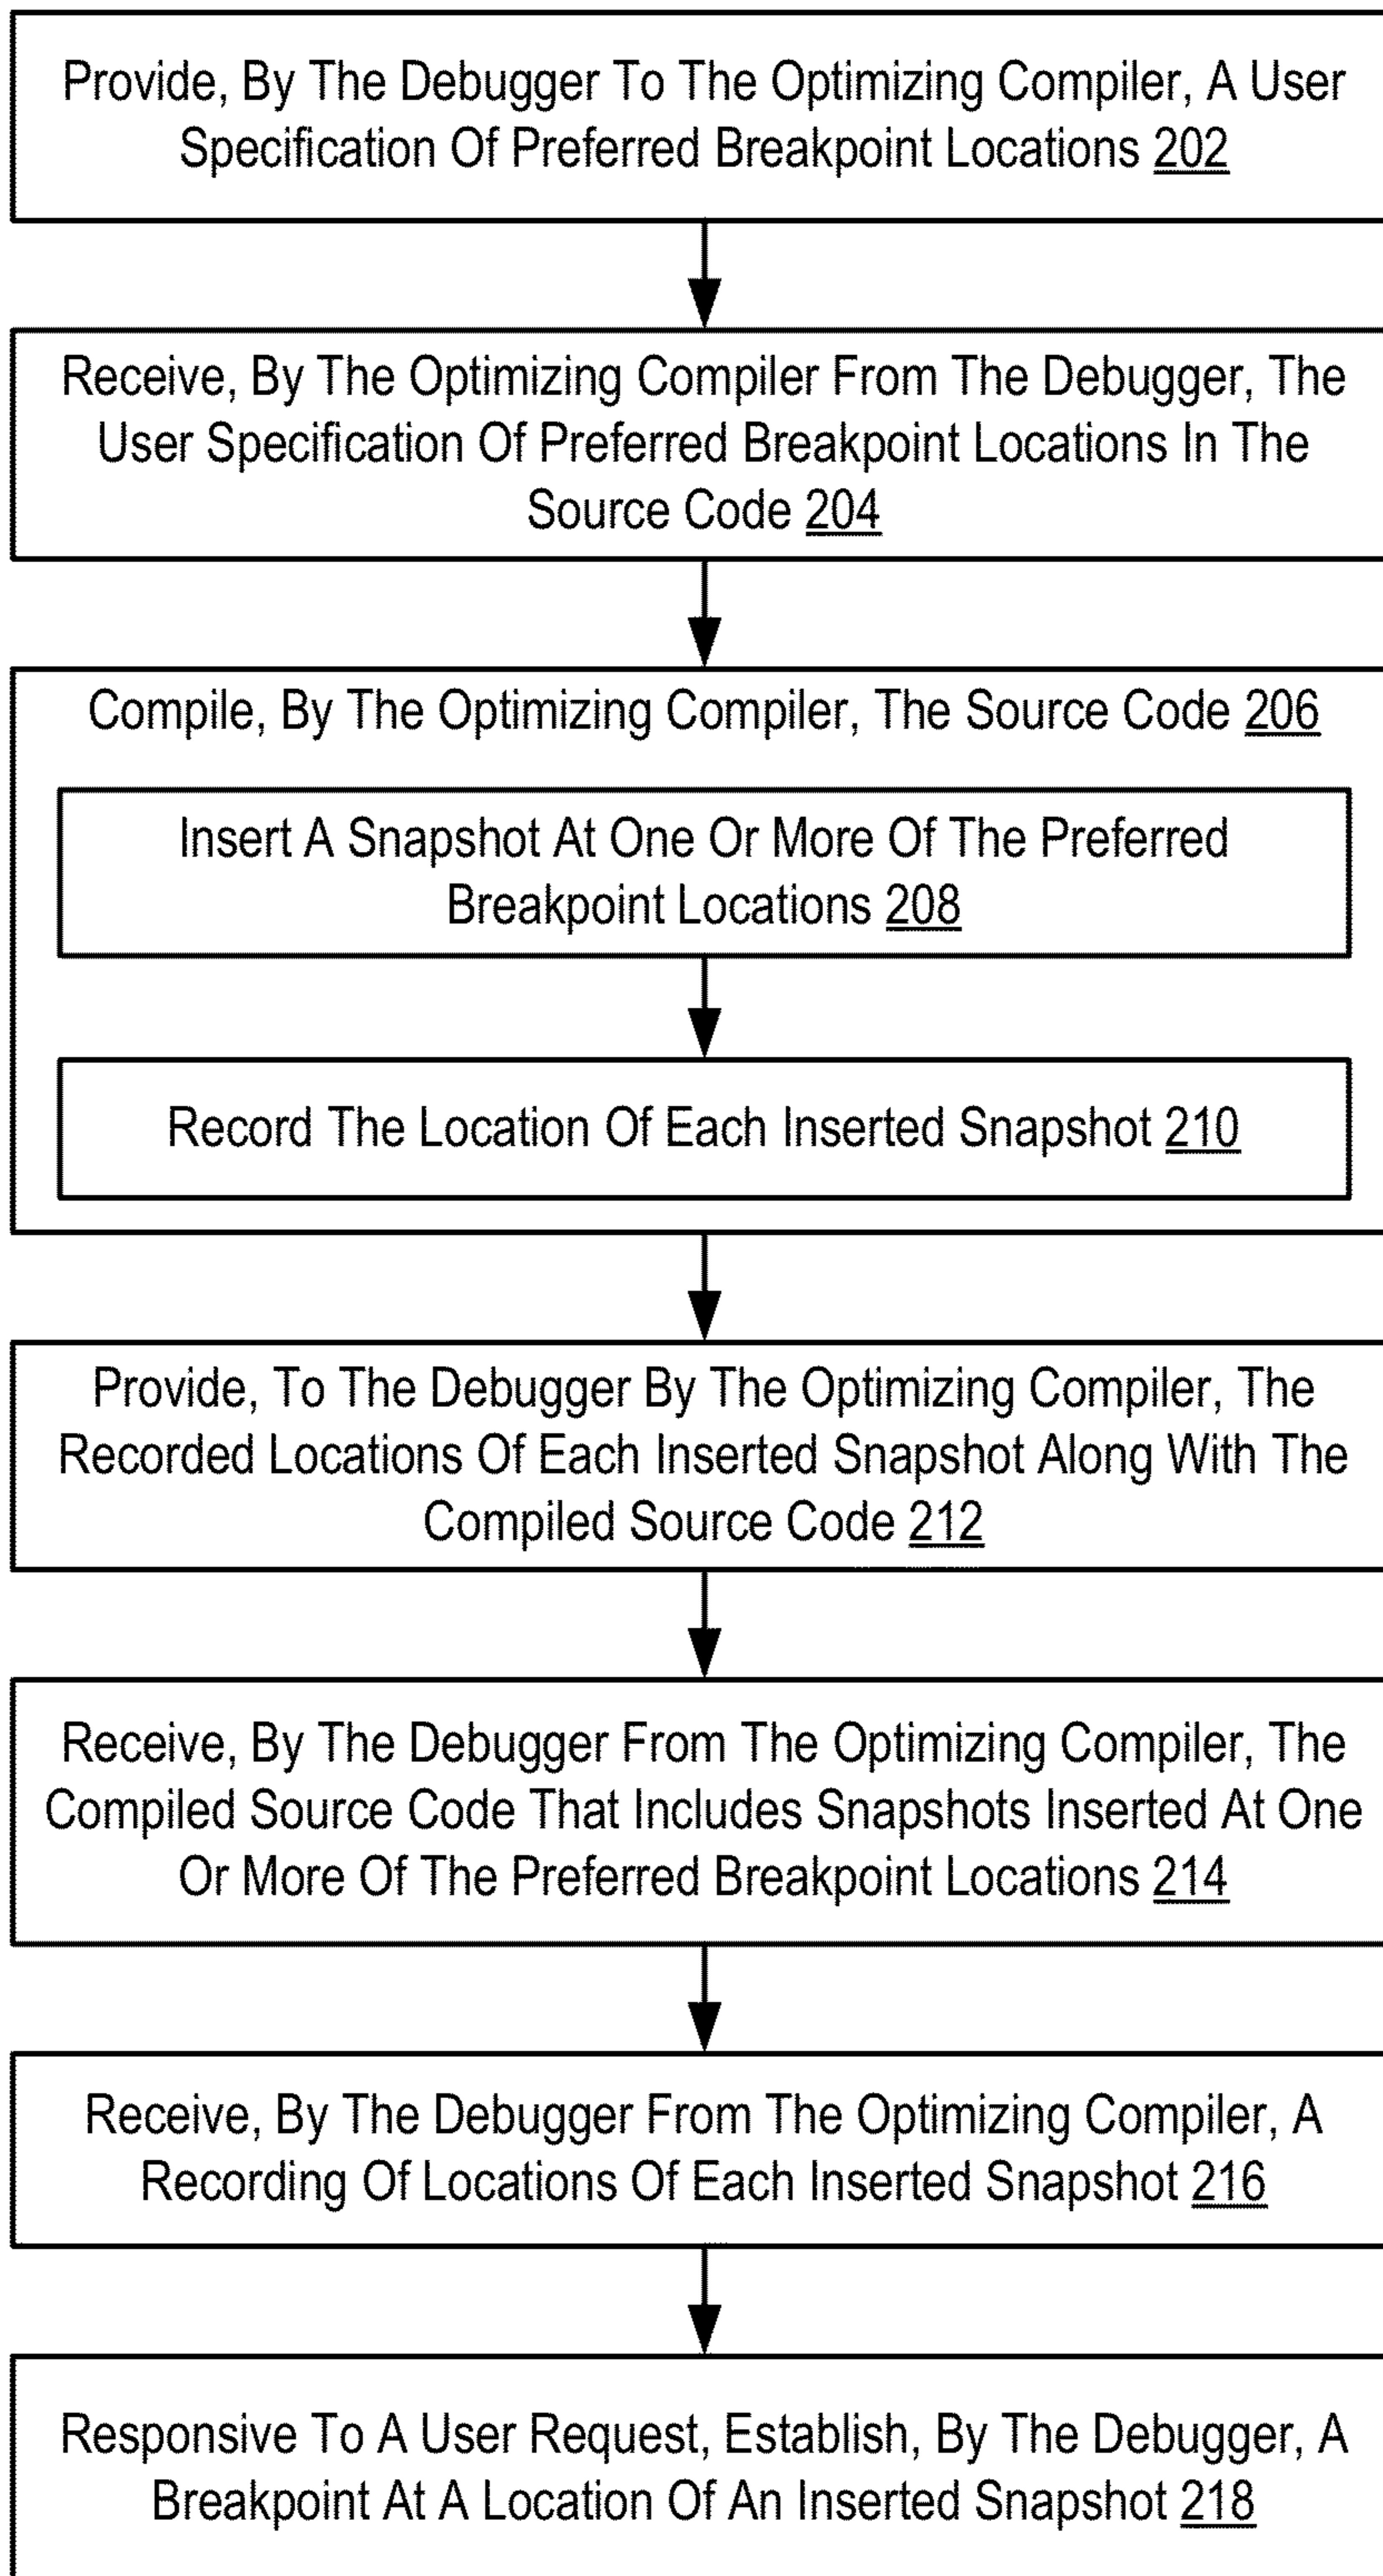 Provide, By The Debugger To The Optimizing Compiler, A User
Specification Of Preferred Breakpoint Locations 202
Receive, By The Optimizing Compiler From The Debugger, The
User Specification Of Preferred Breakpoint Locations In The
Source Code 204
Compile, By The Optimizing Compiler, The Source Code 206
Insert A Snapshot At One Or More Of The Preferred
Breakpoint Locations 208
Record The Location Of Each Inserted Snapshot 210
Provide, To The Debugger By The Optimizing Compiler, The
Recorded Locations Of Each Inserted Snapshot Along With The
Compiled Source Code 212
Receive, By The Debugger From The Optimizing Compiler, The
Compiled Source Code That Includes Snapshots Inserted At One
Or More Of The Preferred Breakpoint Locations 214
Receive, By The Debugger From The Optimizing Compiler, A
Recording Of Locations Of Each Inserted Snapshot 216
Responsive To A User Request, Establish, By The Debugger, A
Breakpoint At A Location Of An Inserted Snapshot 218